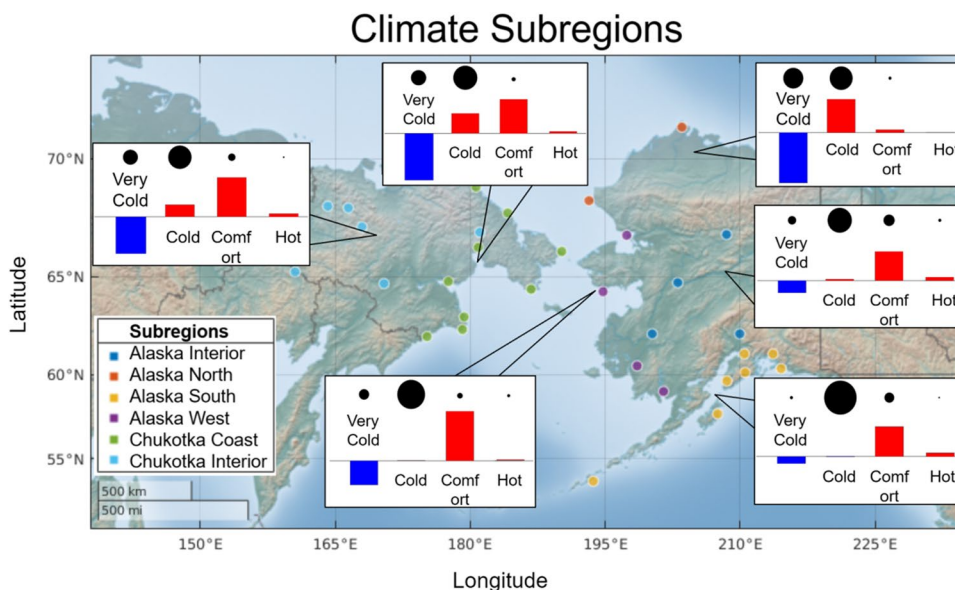 Climate Subregions
Very
Cold
Cold
Comf
ort
Hot
Very
Cold
Cold
Comf
ort
Hot
Very
Cold
Cold
Comf
ort
Hot
Very
Cold
Cold
Comf
ort
Hot
Very
Cold
Cold
Comf
ort
Hot
Very
Cold
Cold
Comf
ort
Hot
70°N
65°N
60°N
55°N
Latitude
Subregions
Alaska Interior
Alaska North
Alaska South
Alaska West
Chukotka Coast
Chukotka Interior
500 km
500 mi
150°E
165°E
180°E
195°E
210°E
225°E
Longitude